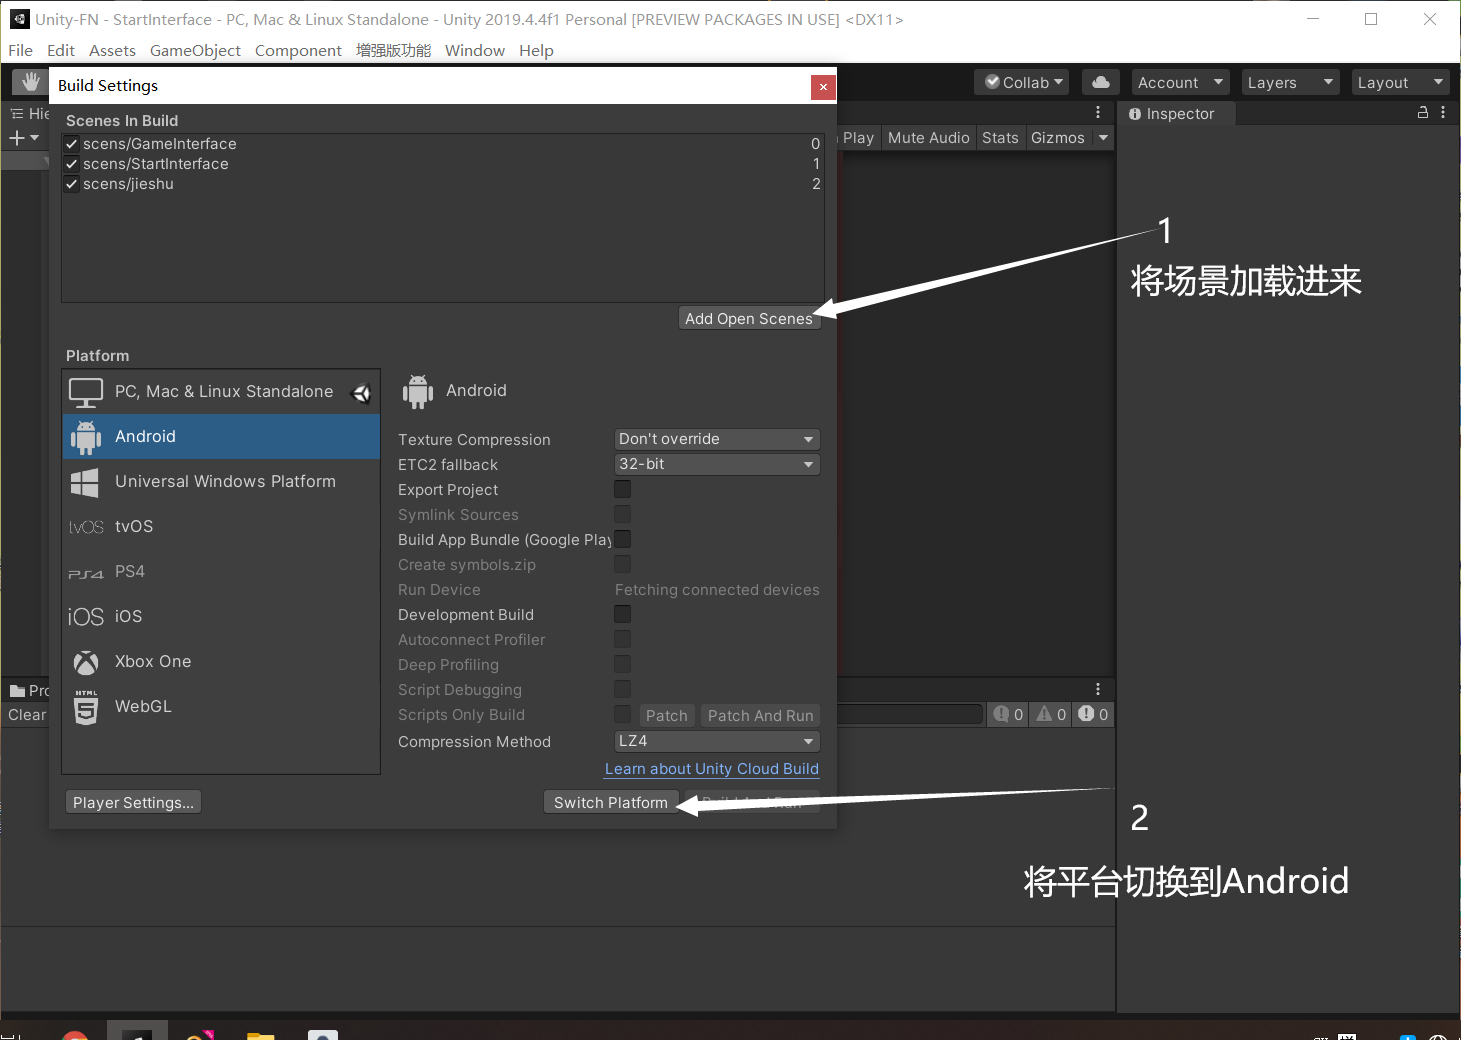 Unity-FN - StartInterface - PC, Mac & Linux Standalone - Unity 2019.4.4f1 Personal [PREVIEW PACKAGES IN USE] <DX11>
File Edit Assets GameObject Component 增强版功能 Window Help
Build Settings
Collab Account Layers Layout
Hie
Inspector
Play Mute Audio Stats Gizmos
Scenes In Build
scens/GameInterface 0
scens/StartInterface 1
scens/jieshu 2
1
将场景加载进来
Add Open Scenes
Platform
PC, Mac & Linux Standalone
Android
Universal Windows Platform
tvOS tvOS
PS4 PS4
iOS iOS
Xbox One
HTML
WebGL
Android
Texture Compression Don't override
ETC2 fallback 32-bit
Export Project
Symlink Sources
Build App Bundle (Google Play
Create symbols.zip
Run Device Fetching connected devices
Development Build
Autoconnect Profiler
Deep Profiling
Script Debugging
Scripts Only Build Patch Patch And Run
Compression Method LZ4
Learn about Unity Cloud Build
Player Settings... Switch Platform Build And Run
Pro
Clear 0 0 0
2
将平台切换到Android